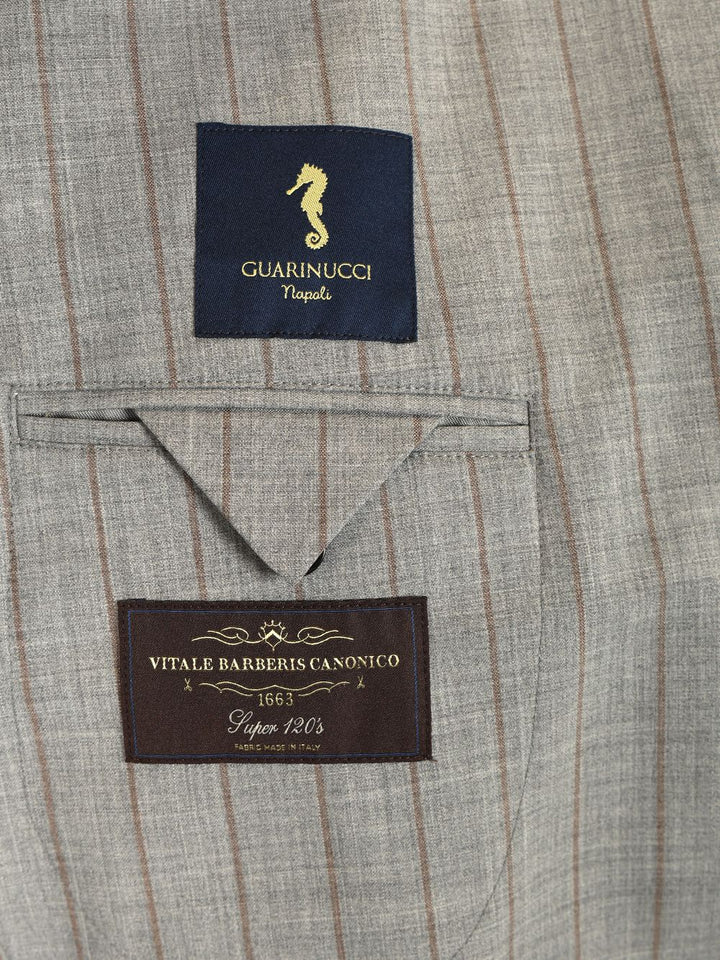 GUARINUCCI
Napoli
VITALE BARBERIS CANONICO
1663
Super 120's
FABRIC MADE IN ITALY